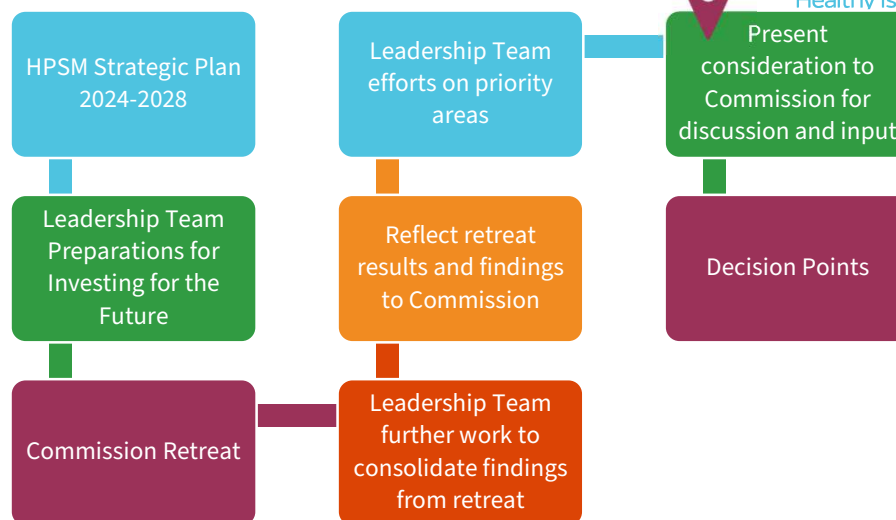 Healthy is
HPSM Strategic Plan
2024-2028
Leadership Team
Preparations for
Investing for the
Future
Commission Retreat
Leadership Team
further work to
consolidate findings
from retreat
Reflect retreat
results and findings
to Commission
Leadership Team
efforts on priority
areas
Present
consideration to
Commission for
discussion and input
Decision Points